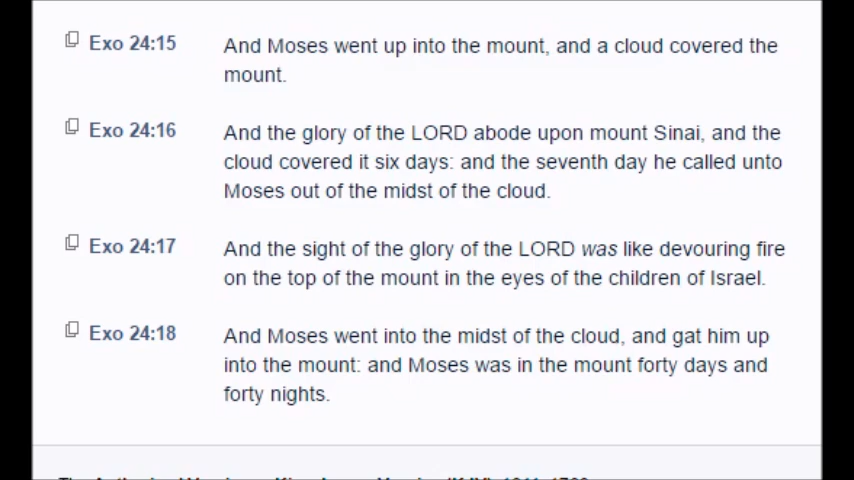 Exo 24:15 And Moses went up into the mount, and a cloud covered the
mount.
Exo 24:16 And the glory of the LORD abode upon mount Sinai, and the
cloud covered it six days: and the seventh day he called unto
Moses out of the midst of the cloud.
Exo 24:17 And the sight of the glory of the LORD was like devouring fire
on the top of the mount in the eyes of the children of Israel.
Exo 24:18 And Moses went into the midst of the cloud, and gat him up
into the mount: and Moses was in the mount forty days and
forty nights.